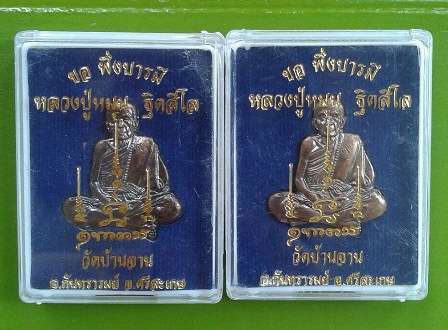 ขอ พึ่งบารมี
หลวงปู่หมุน ฐิตสีโล
วัดบ้านจาน
อ.กันทรารมย์ จ.ศรีสะเกษ
ขอ พึ่งบารมี
หลวงปู่หมุน ฐิตสีโล
วัดบ้านจาน
อ.กันทรารมย์ จ.ศรีสะเกษ